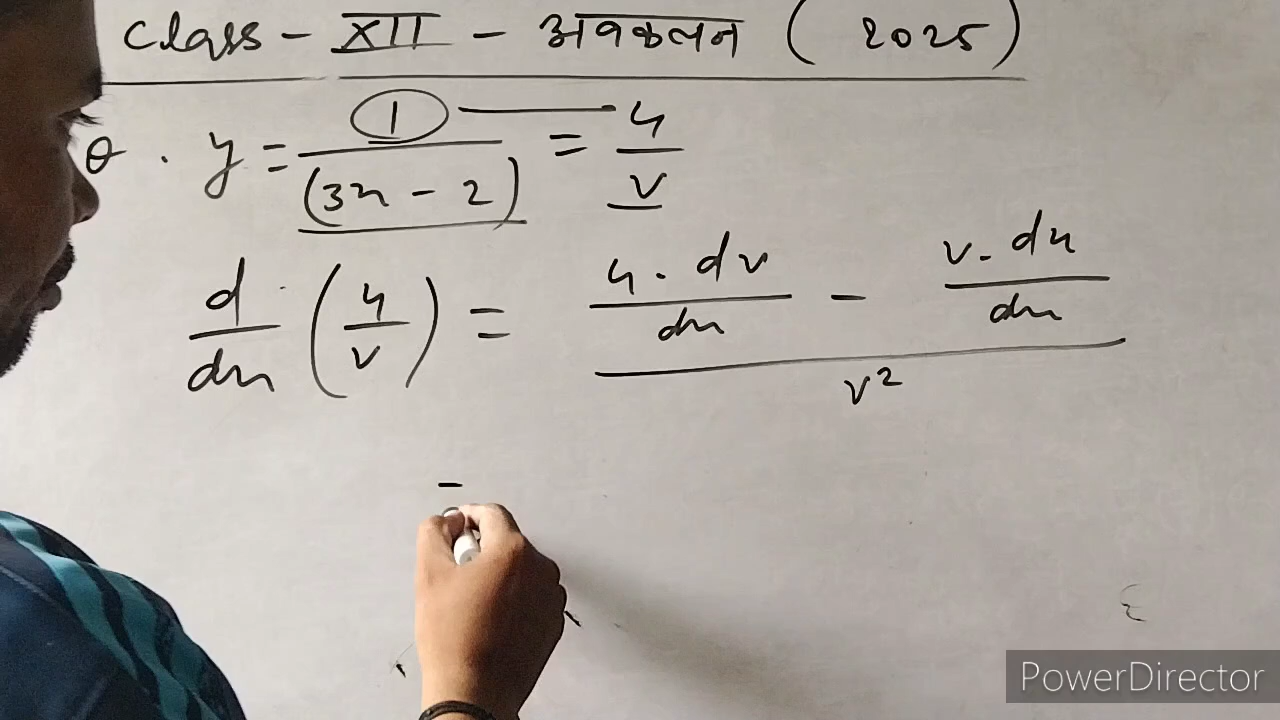 Class - XII - अवकलन ( 2025 )
Q . y = 1 / (3x - 2) = u / v
d/dx (u/v) = (u. dv/dx - v. du/dx) / v²
=
PowerDirector